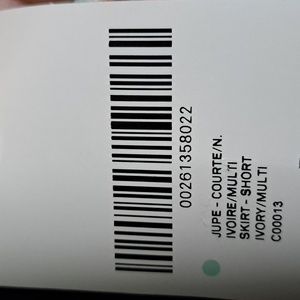 00261358022
JUPE - COURTE/N.
IVOIRE/MULTI
SKIRT - SHORT
IVORY/MULTI
C00013